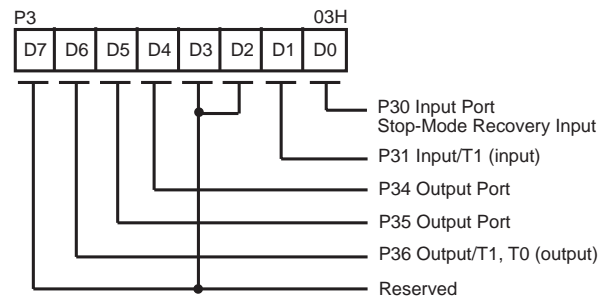 P3 03H
D7 D6 D5 D4 D3 D2 D1 D0
P30 Input Port
Stop-Mode Recovery Input
P31 Input/T1 (input)
P34 Output Port
P35 Output Port
P36 Output/T1, T0 (output)
Reserved